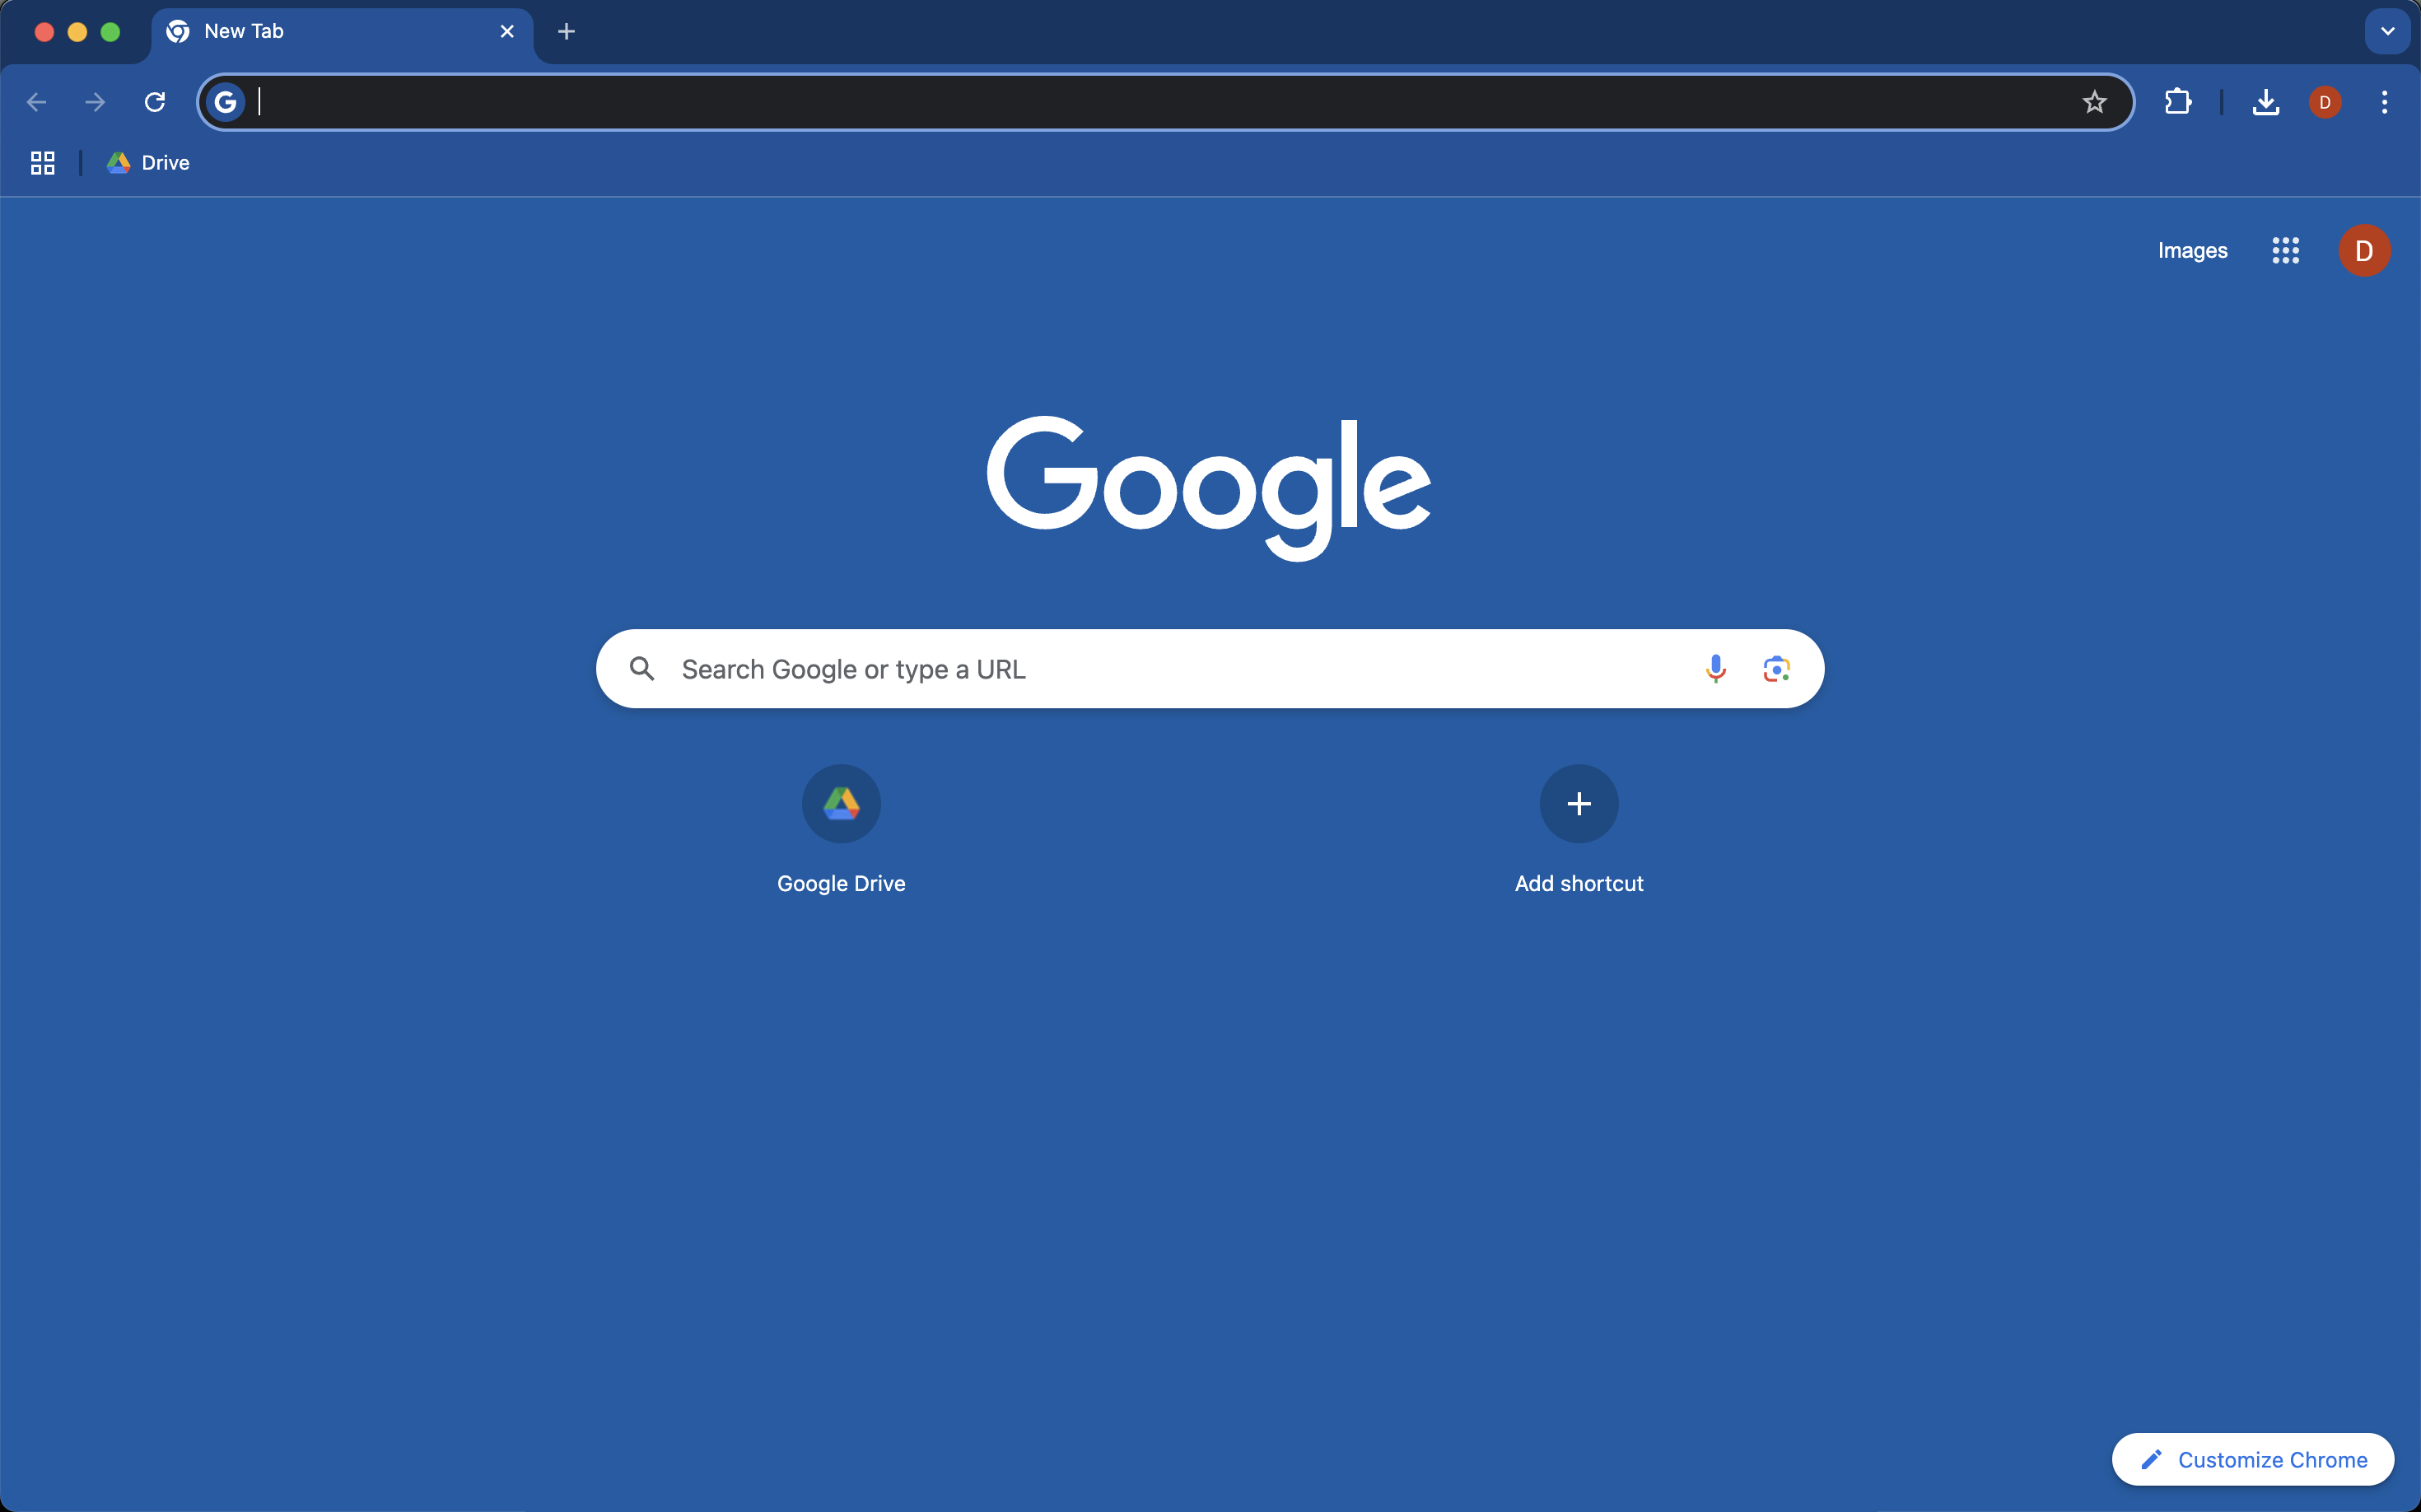 New Tab
D
Drive
Images
D
Google
Search Google or type a URL
Google Drive
Add shortcut
Customize Chrome